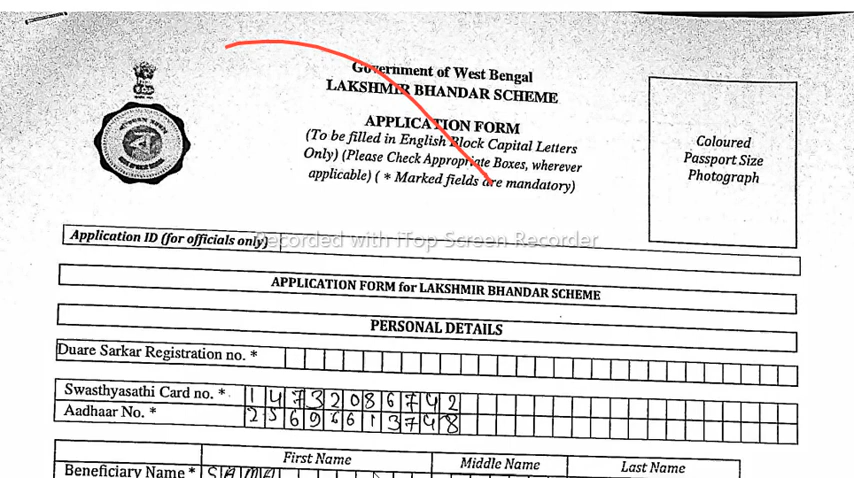 Government of West Bengal
LAKSHMIR BHANDAR SCHEME
APPLICATION FORM
(To be filled in English Block Capital Letters
Only) (Please Check Appropriate Boxes, wherever
applicable) ( * Marked fields are mandatory)
Coloured
Passport Size
Photograph
Application ID (for officials only)
Recorded with iTop Screen Recorder
APPLICATION FORM for LAKSHMIR BHANDAR SCHEME
PERSONAL DETAILS
Duare Sarkar Registration no. *
Swasthyasathi Card no. *
Aadhaar No. *
First Name Middle Name Last Name
Beneficiary Name *